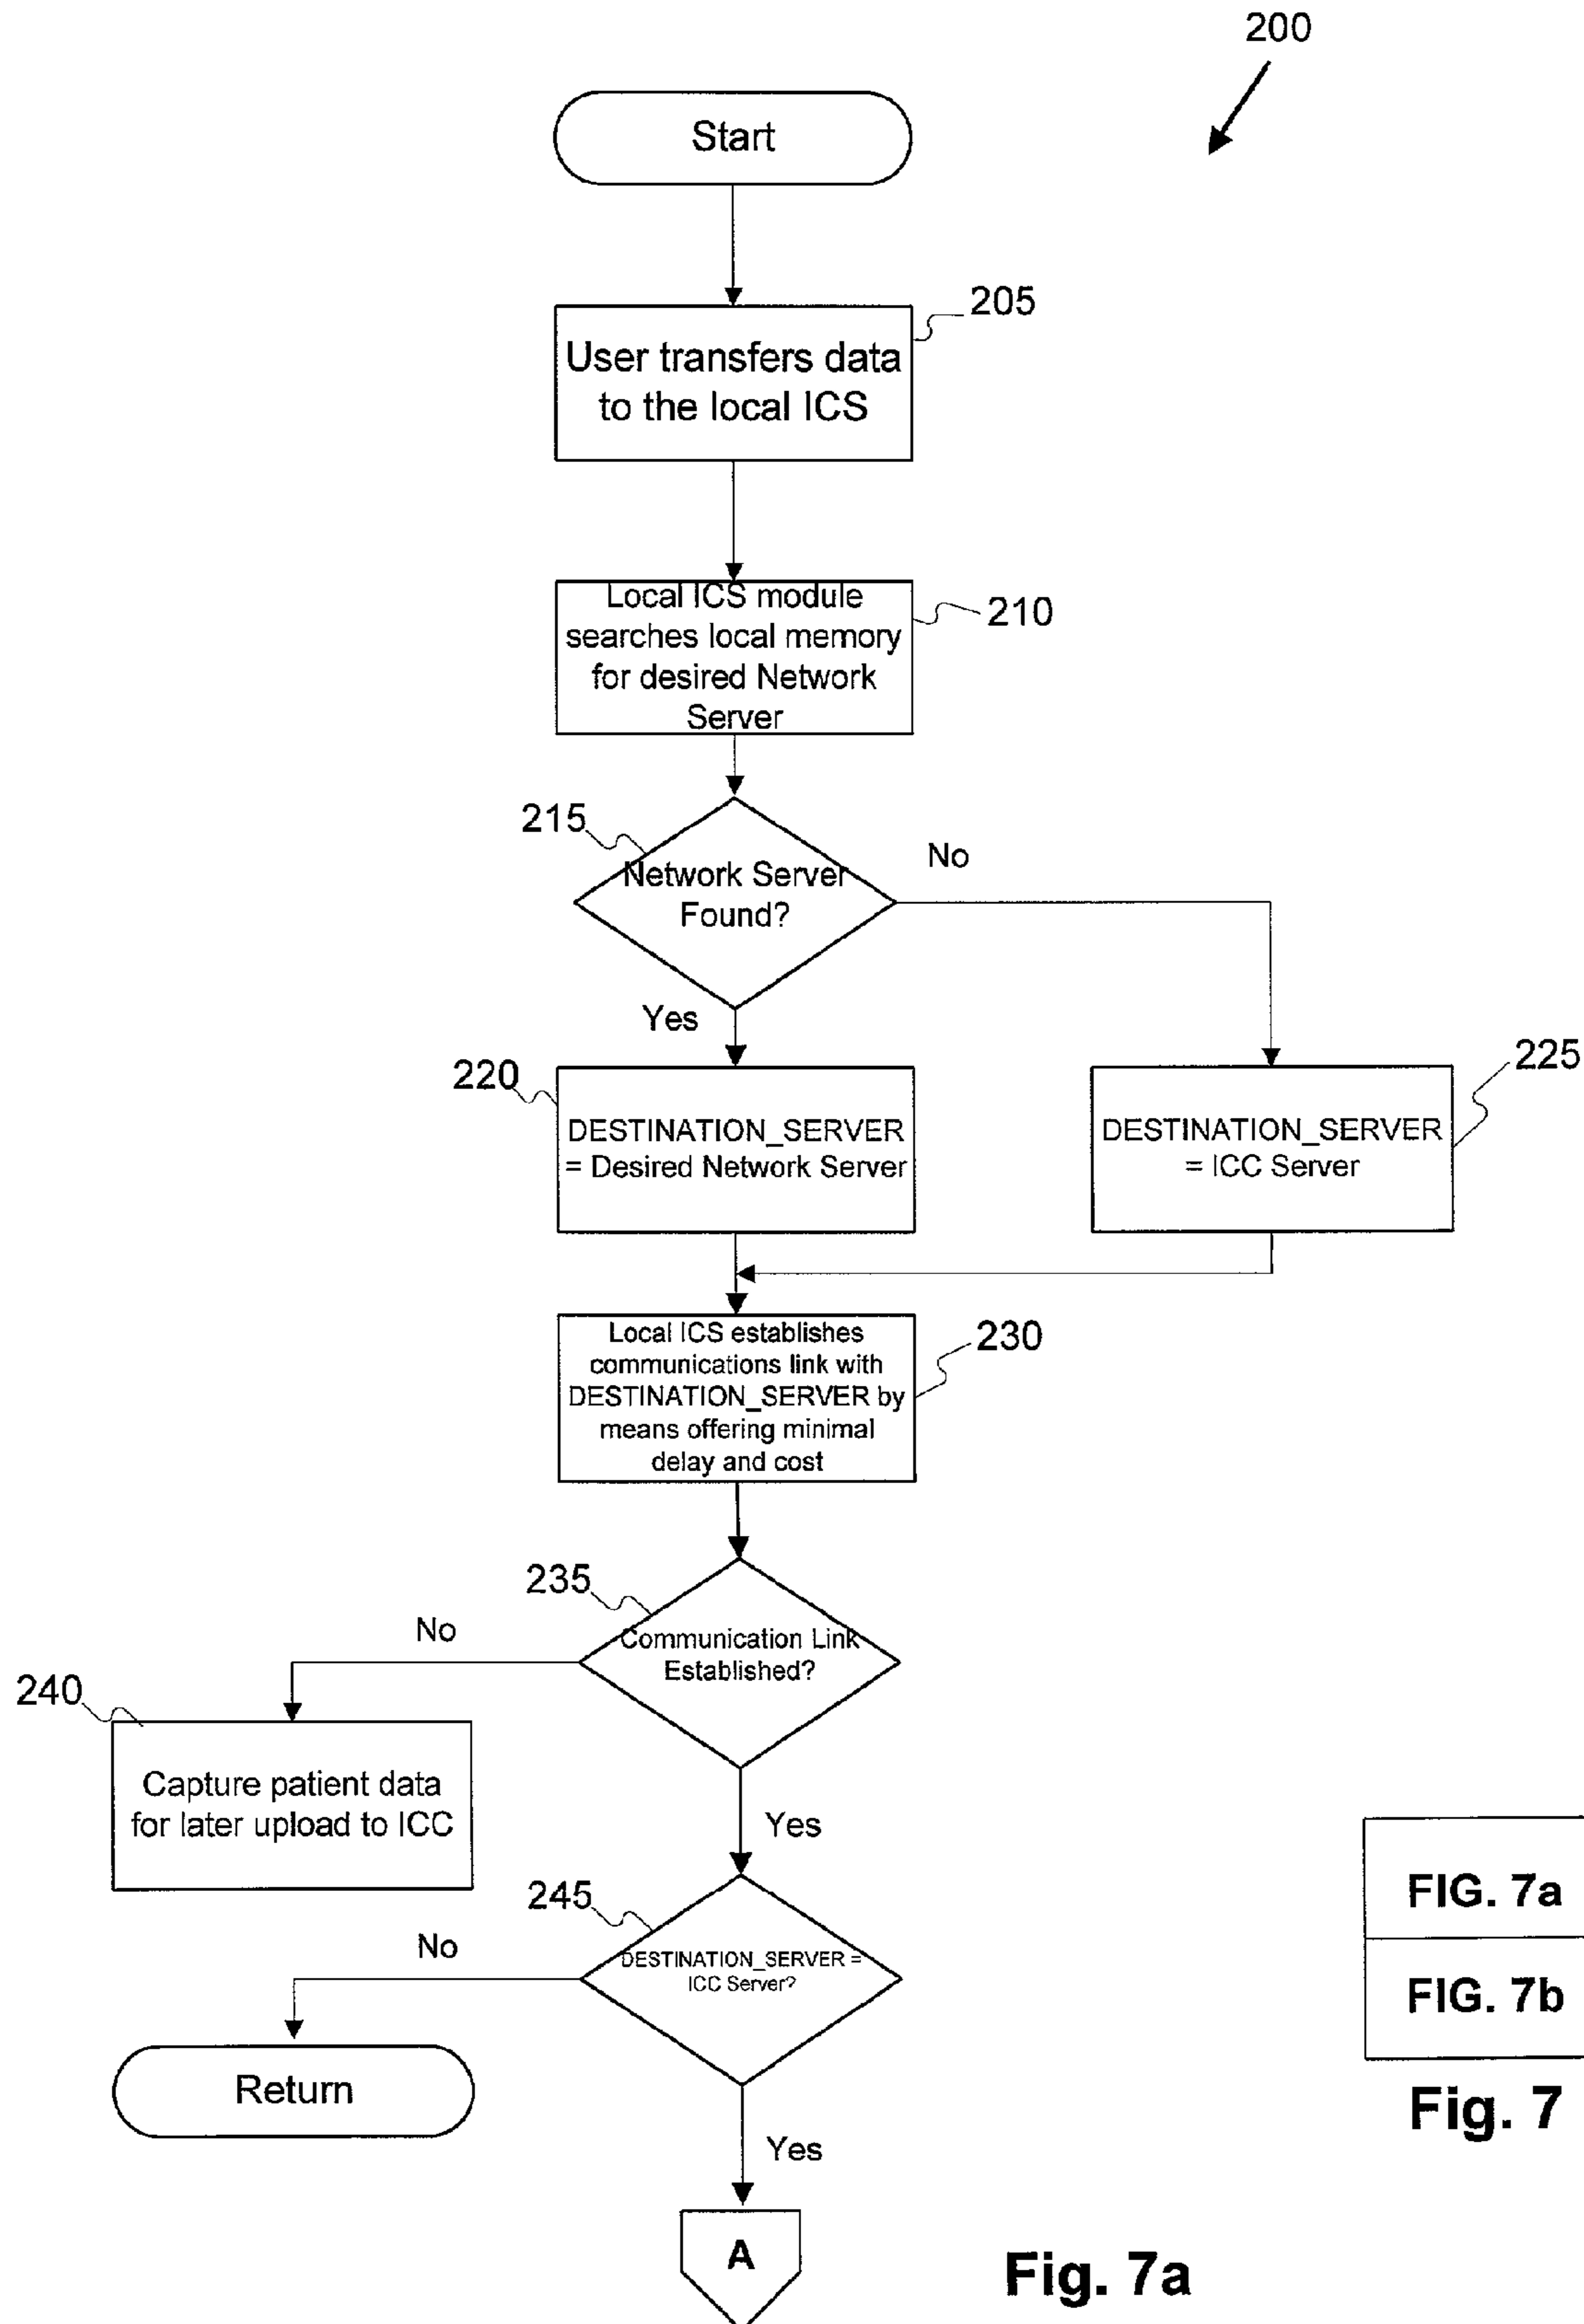 200
Start
205
User transfers data
to the local ICS
Local ICS module
searches local memory
for desired Network
Server
210
215
Network Server
Found?
No
Yes
220
DESTINATION_SERVER
= Desired Network Server
225
DESTINATION_SERVER
= ICC Server
Local ICS establishes
communications link with
DESTINATION_SERVER by
means offering minimal
delay and cost
230
235
Communication Link
Established?
No
240
Capture patient data
for later upload to ICC
Yes
245
DESTINATION_SERVER =
ICC Server?
No
Return
Yes
A
FIG. 7a
FIG. 7b
Fig. 7
Fig. 7a